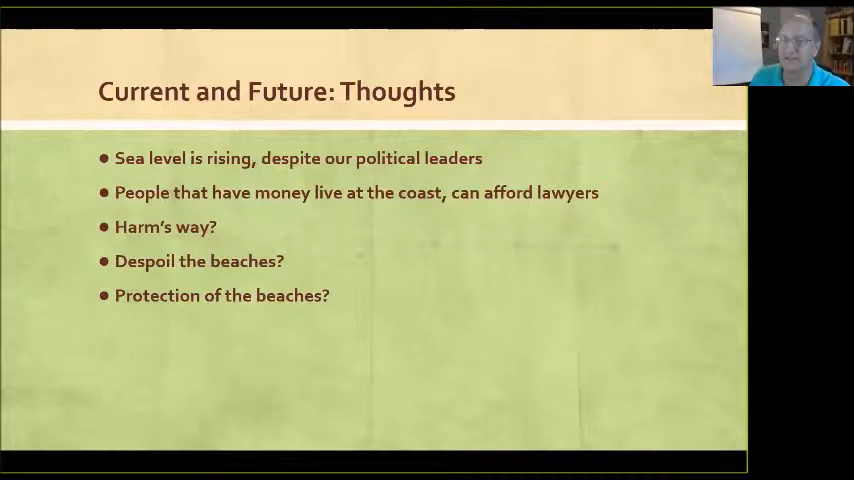 Current and Future: Thoughts
● Sea level is rising, despite our political leaders
● People that have money live at the coast, can afford lawyers
● Harm's way?
● Despoil the beaches?
● Protection of the beaches?